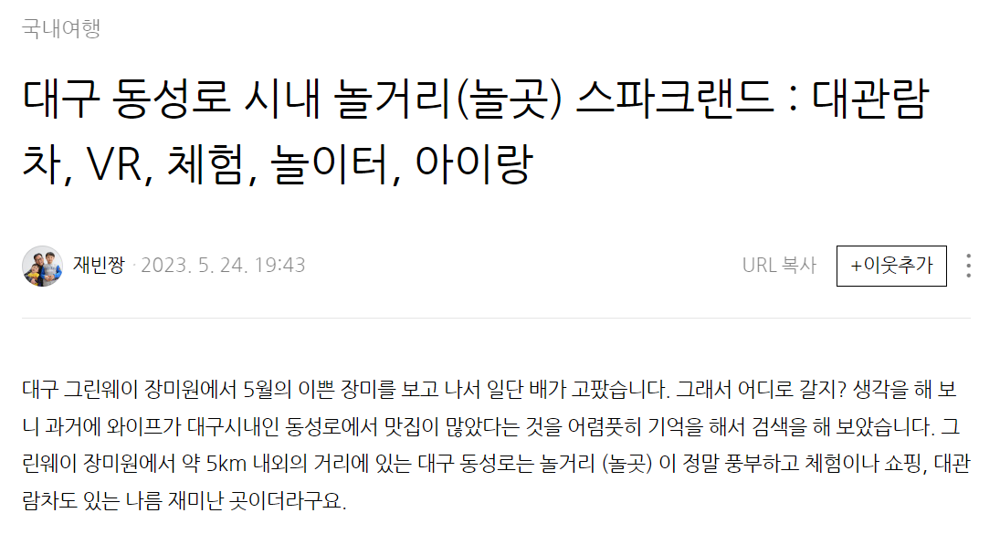 국내여행
대구 동성로 시내 놀거리(놀곳) 스파크랜드 : 대관람
차, VR, 체험, 놀이터, 아이랑
재빈짱 · 2023. 5. 24. 19:43 URL 복사 +이웃추가
대구 그린웨이 장미원에서 5월의 이쁜 장미를 보고 나서 일단 배가 고팠습니다. 그래서 어디로 갈지? 생각을 해 보
니 과거에 와이프가 대구시내인 동성로에서 맛집이 많았다는 것을 어렴풋히 기억을 해서 검색을 해 보았습니다. 그
린웨이 장미원에서 약 5km 내외의 거리에 있는 대구 동성로는 놀거리 (놀곳) 이 정말 풍부하고 체험이나 쇼핑, 대관
람차도 있는 나름 재미난 곳이더라구요.